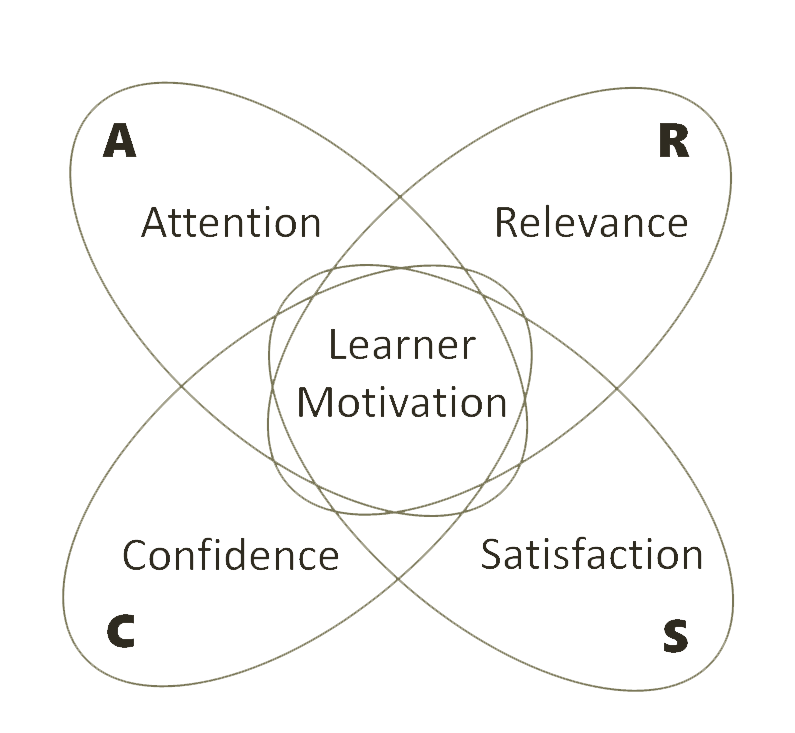 A
R
Attention
Relevance
Learner
Motivation
Confidence
Satisfaction
C
S